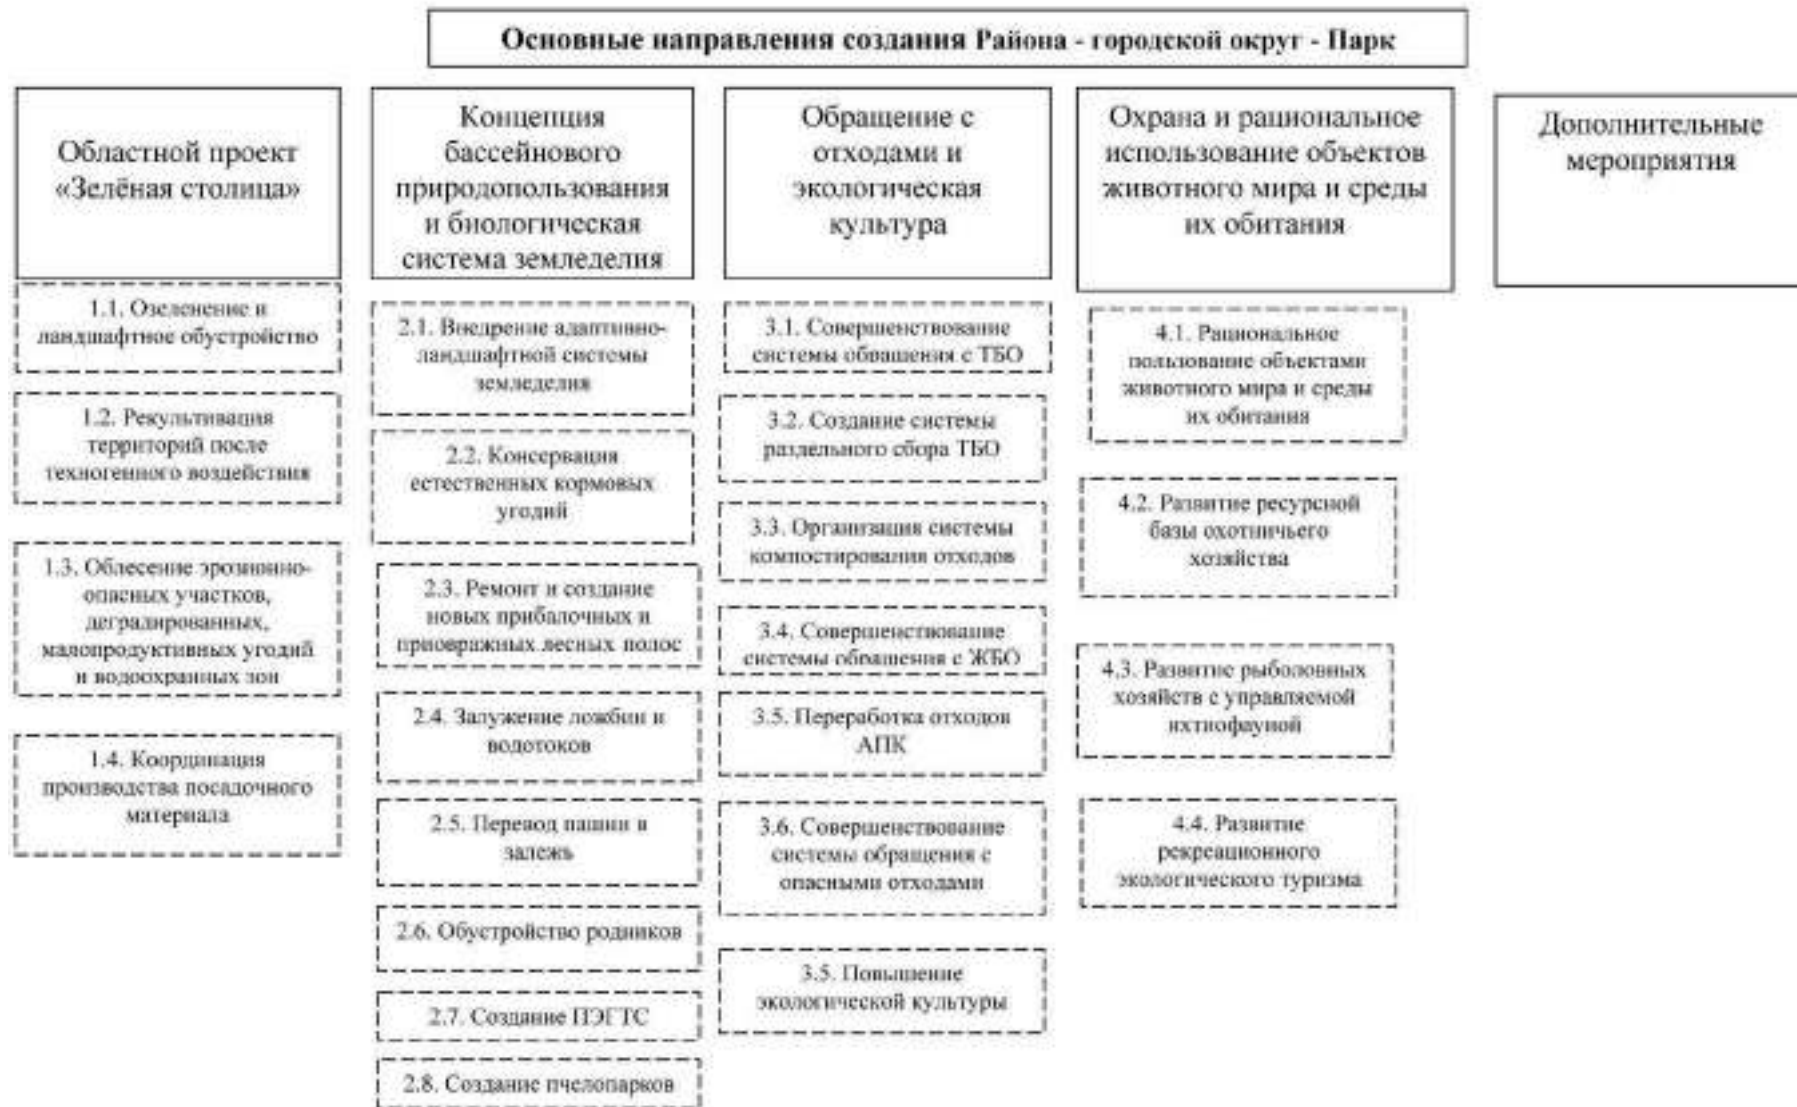 Основные направления создания Района - городской округ - Парк
Областной проект
«Зелёная столица»
1.1. Озеленение и
ландшафтное обустройство
1.2. Рекультивация
территорий после
техногенного воздействия
1.3. Облесение эрозионно-
опасных участков,
деградированных,
малопродуктивных угодий
и водоохранных зон
1.4. Координация
производства посадочного
материала
Концепция
бассейнового
природопользования
и биологическая
система земледелия
2.1. Внедрение адаптивно-
ландшафтной системы
земледелия
2.2. Консервация
естественных кормовых
угодий
2.3. Ремонт и создание
новых прибалочных и
приовражных лесных полос
2.4. Залужение ложбин и
водотоков
2.5. Перевод пашни в
залежь
2.6. Обустройство родников
2.7. Создание ПЭГТС
2.8. Создание пчелопарков
Обращение с
отходами и
экологическая
культура
3.1. Совершенствование
системы обращения с ТБО
3.2. Создание системы
раздельного сбора ТБО
3.3. Организация системы
компостирования отходов
3.4. Совершенствование
системы обращения с ЖБО
3.5. Переработка отходов
АПК
3.6. Совершенствование
системы обращения с
опасными отходами
3.5. Повышение
экологической культуры
Охрана и рациональное
использование объектов
животного мира и среды
их обитания
4.1. Рациональное
пользование объектами
животного мира и среды
их обитания
4.2. Развитие ресурсной
базы охотничьего
хозяйства
4.3. Развитие рыболовных
хозяйств с управляемой
ихтиофауной
4.4. Развитие
рекреационного
экологического туризма
Дополнительные
мероприятия